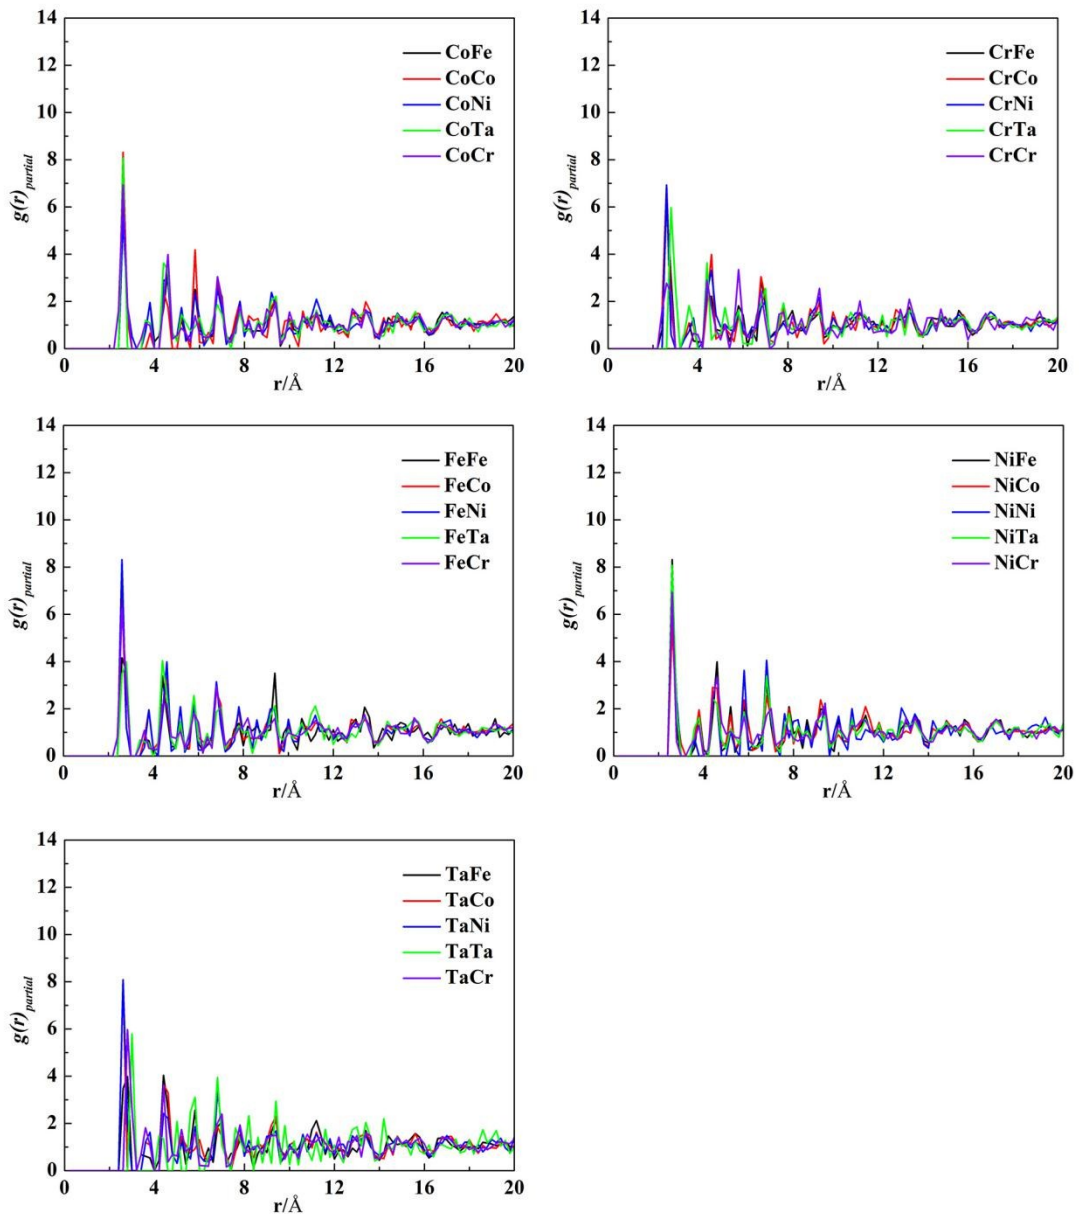 14
12
10
8
6
4
2
0
g(r)partial
CoFe
CoCo
CoNi
CoTa
CoCr
0 4 8 12 16 20
r/Å
14
12
10
8
6
4
2
0
g(r)partial
CrFe
CrCo
CrNi
CrTa
CrCr
0 4 8 12 16 20
r/Å
14
12
10
8
6
4
2
0
g(r)partial
FeFe
FeCo
FeNi
FeTa
FeCr
0 4 8 12 16 20
r/Å
14
12
10
8
6
4
2
0
g(r)partial
NiFe
NiCo
NiNi
NiTa
NiCr
0 4 8 12 16 20
r/Å
14
12
10
8
6
4
2
0
g(r)partial
TaFe
TaCo
TaNi
TaTa
TaCr
0 4 8 12 16 20
r/Å